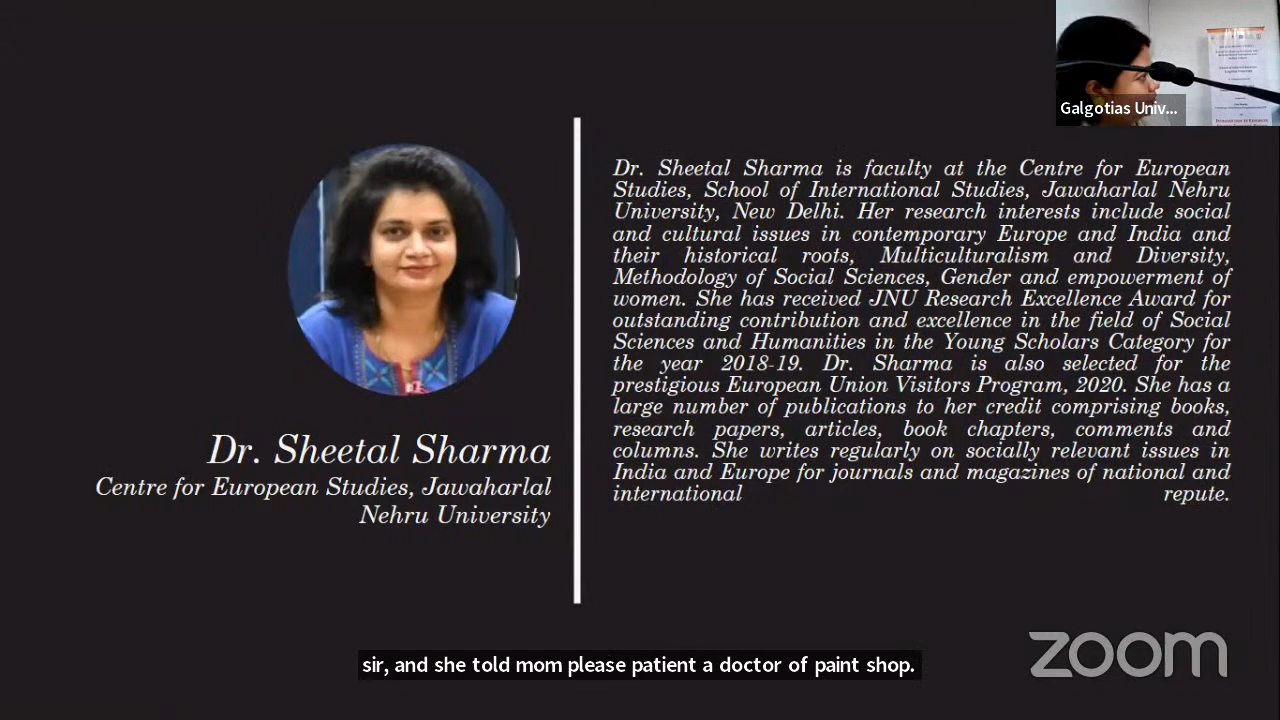 Galgotias Univ...
Dr. Sheetal Sharma is faculty at the Centre for European
Studies, School of International Studies, Jawaharlal Nehru
University, New Delhi. Her research interests include social
and cultural issues in contemporary Europe and India and
their historical roots, Multiculturalism and Diversity,
Methodology of Social Sciences, Gender and empowerment of
women. She has received JNU Research Excellence Award for
outstanding contribution and excellence in the field of Social
Sciences and Humanities in the Young Scholars Category for
the year 2018-19. Dr. Sharma is also selected for the
prestigious European Union Visitors Program, 2020. She has a
large number of publications to her credit comprising books,
research papers, articles, book chapters, comments and
columns. She writes regularly on socially relevant issues in
India and Europe for journals and magazines of national and
international repute.
Dr. Sheetal Sharma
Centre for European Studies, Jawaharlal
Nehru University
sir, and she told mom please patient a doctor of paint shop.
zoom